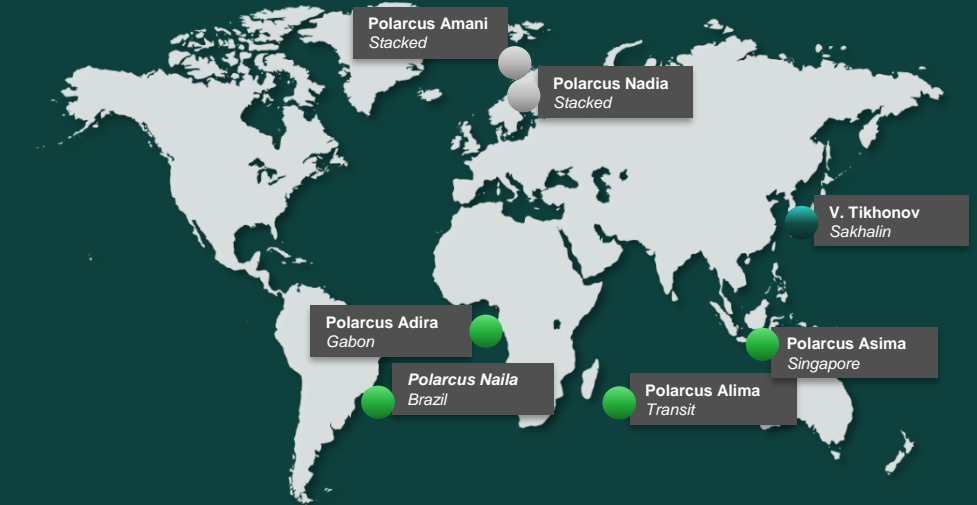 Polarcus Amani
Stacked
Polarcus Nadia
Stacked
V. Tikhonov
Sakhalin
Polarcus Adira
Gabon
Polarcus Asima
Singapore
Polarcus Naila
Brazil
Polarcus Alima
Transit